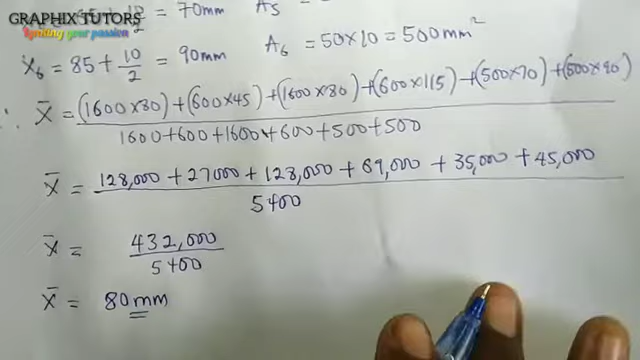 GRAPHIX TUTORS
Igniting your passion
= 70mm A5
X6 = 85 + 10/2 = 90mm A6 = 50×10 = 500mm²
∴ X̄ = (1600×80)+(600×45)+(1600×80)+(600×115)+(500×70)+(500×90)
1600+600+1600+600+500+500
X̄ = 128,000 + 27000 + 128,000 + 69,000 + 35,000 + 45,000
5400
X̄ = 432,000
5400
X̄ = 80mm